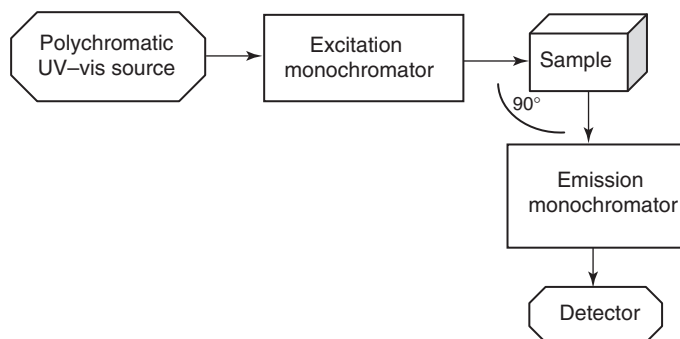 Polychromatic
UV–vis source
Excitation
monochromator
Sample
90°
Emission
monochromator
Detector